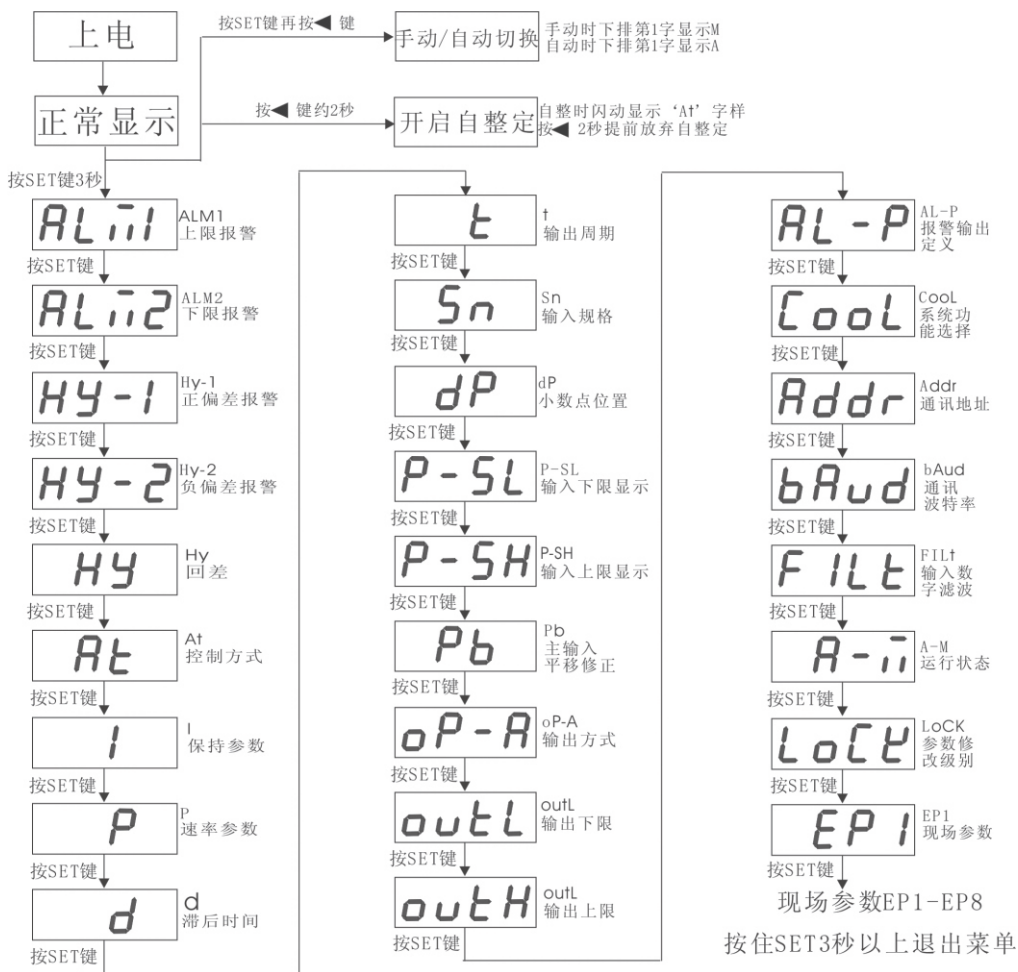 上电
正常显示
按SET键再按◀ 键
手动/自动切换
手动时下排第1字显示M
自动时下排第1字显示A
按◀ 键约2秒
开启自整定
自整时闪动显示‘At’字样
按◀ 2秒提前放弃自整定
按SET键3秒
ALM1
ALM1
上限报警
按SET键
ALM2
ALM2
下限报警
按SET键
HY-1
Hy-1
正偏差报警
按SET键
HY-2
Hy-2
负偏差报警
按SET键
HY
Hy
回差
按SET键
At
At
控制方式
按SET键
I
I
保持参数
按SET键
P
P
速率参数
按SET键
d
d
滞后时间
按SET键
t
t
输出周期
按SET键
Sn
Sn
输入规格
按SET键
dP
dP
小数点位置
按SET键
P-SL
P-SL
输入下限显示
按SET键
P-SH
P-SH
输入上限显示
按SET键
Pb
Pb
主输入
平移修正
按SET键
oP-A
oP-A
输出方式
按SET键
outL
outL
输出下限
按SET键
outH
outL
输出上限
按SET键
AL-P
AL-P
报警输出
定义
按SET键
CooL
CooL
系统功
能选择
按SET键
Addr
Addr
通讯地址
按SET键
bAud
bAud
通讯
波特率
按SET键
FILt
FILt
输入数
字滤波
按SET键
A-M
A-M
运行状态
按SET键
LoCK
LoCK
参数修
改级别
按SET键
EP1
EP1
现场参数
按SET键
现场参数EP1-EP8
按住SET3秒以上退出菜单